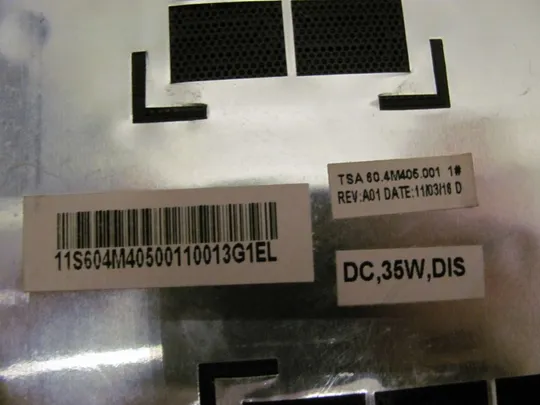 TSA 60.4M405.001 1#
REV:A01 DATE:11/03/16 D
11S604M40500110013G1EL
DC,35W,DIS